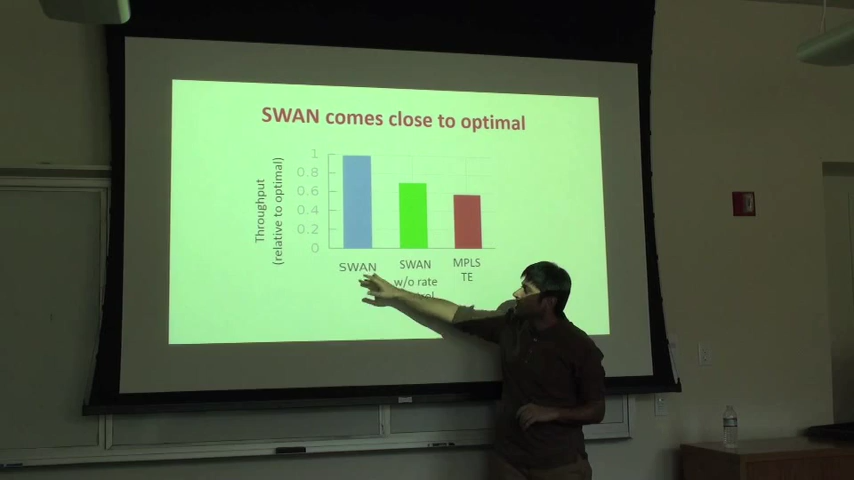 SWAN comes close to optimal
Throughput
(relative to optimal)
1
0.8
0.6
0.4
0.2
0
SWAN
SWAN
w/o rate
MPLS
TE